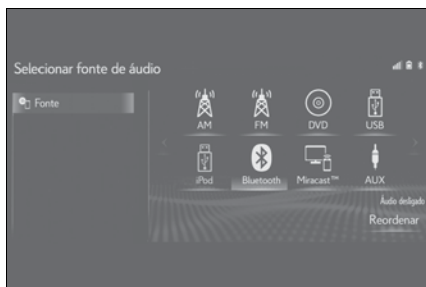 Selecionar fonte de áudio
Fonte
AM FM DVD USB
iPod Bluetooth Miracast™ AUX
Áudio desligado
Reordenar